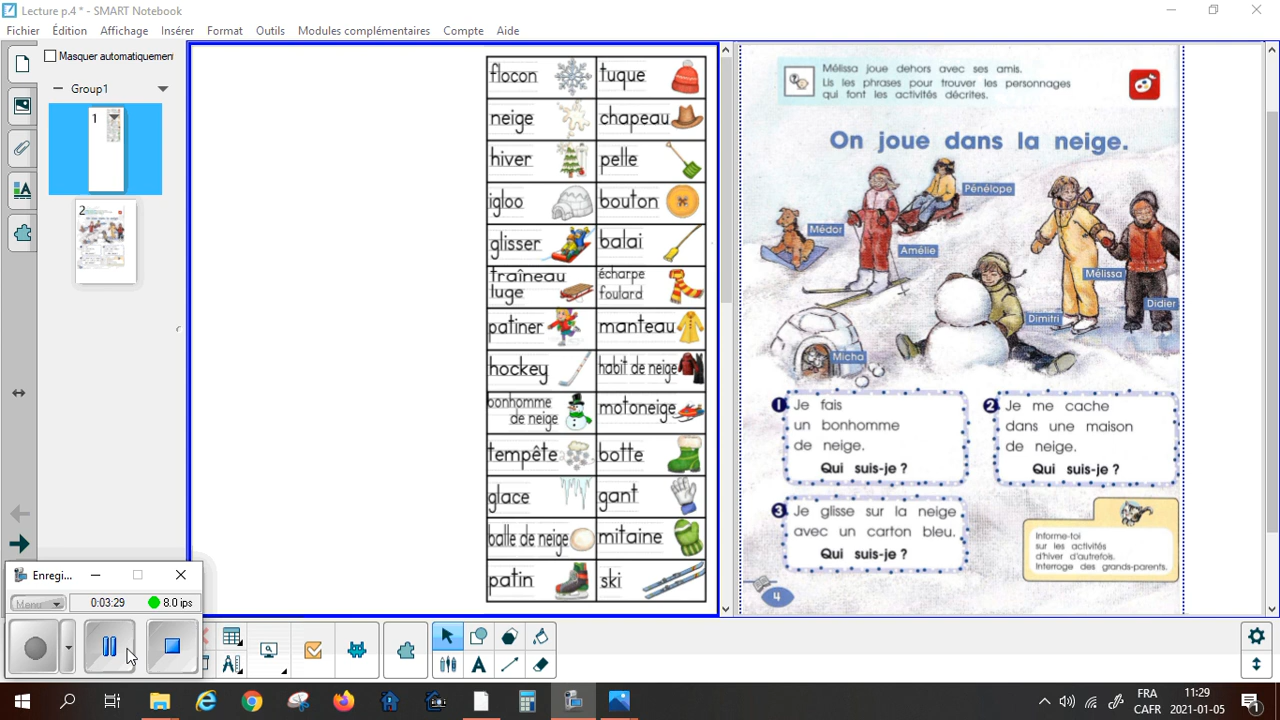 Lecture p.4 * - SMART Notebook
Fichier Édition Affichage Insérer Format Outils Modules complémentaires Compte Aide
Masquer automatiquemen
Group1
1
2
flocon tuque
neige chapeau
hiver pelle
igloo bouton
glisser balai
traîneau écharpe
luge foulard
patiner manteau
hockey habit de neige
bonhomme
de neige motoneige
tempête botte
glace gant
balle de neige mitaine
patin ski
Mélissa joue dehors avec ses amis.
Lis les phrases pour trouver les personnages
qui font les activités décrites.
On joue dans la neige.
Pénélope
Médor
Amélie
Mélissa
Didier
Dimitri
Micha
1 Je fais
un bonhomme
de neige.
Qui suis-je ?
2 Je me cache
dans une maison
de neige.
Qui suis-je ?
3 Je glisse sur la neige
avec un carton bleu.
Qui suis-je ?
Informe-toi
sur les activités
d'hiver d'autrefois.
Interroge des grands-parents.
4
Enregi...
Menu 0:03:29 8.0 ips
FRA 11:29
CAFR 2021-01-05
1